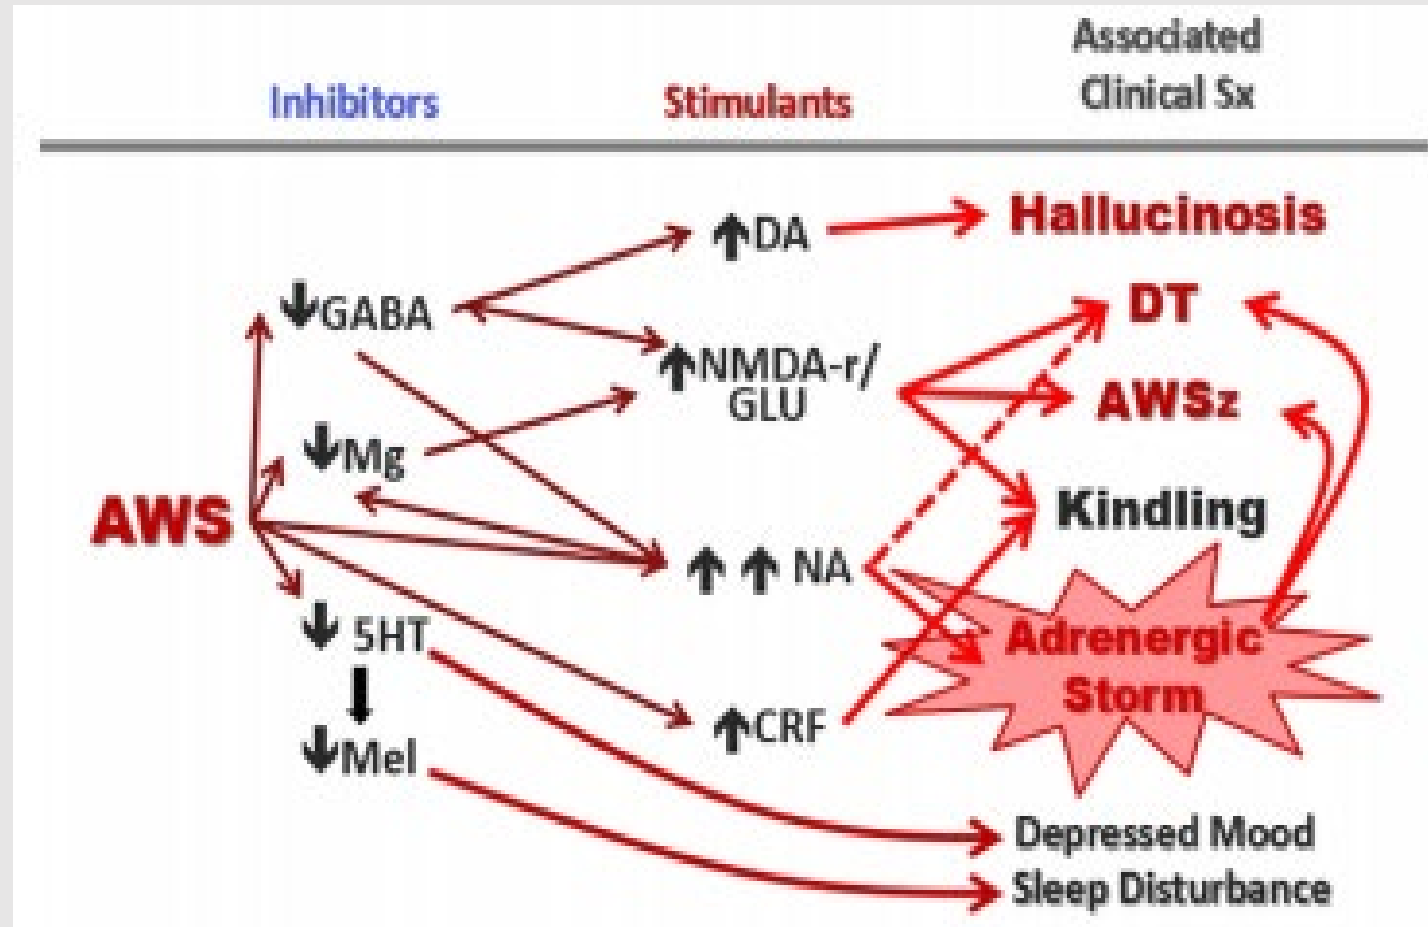 Inhibitors
Stimulants
Associated
Clinical Sx
↑DA
Hallucinosis
↓GABA
DT
↑NMDA-r/
GLU
AWSz
↓Mg
AWS
Kindling
↑ ↑ NA
↓ 5HT
Adrenergic
Storm
↑CRF
↓Mel
Depressed Mood
Sleep Disturbance